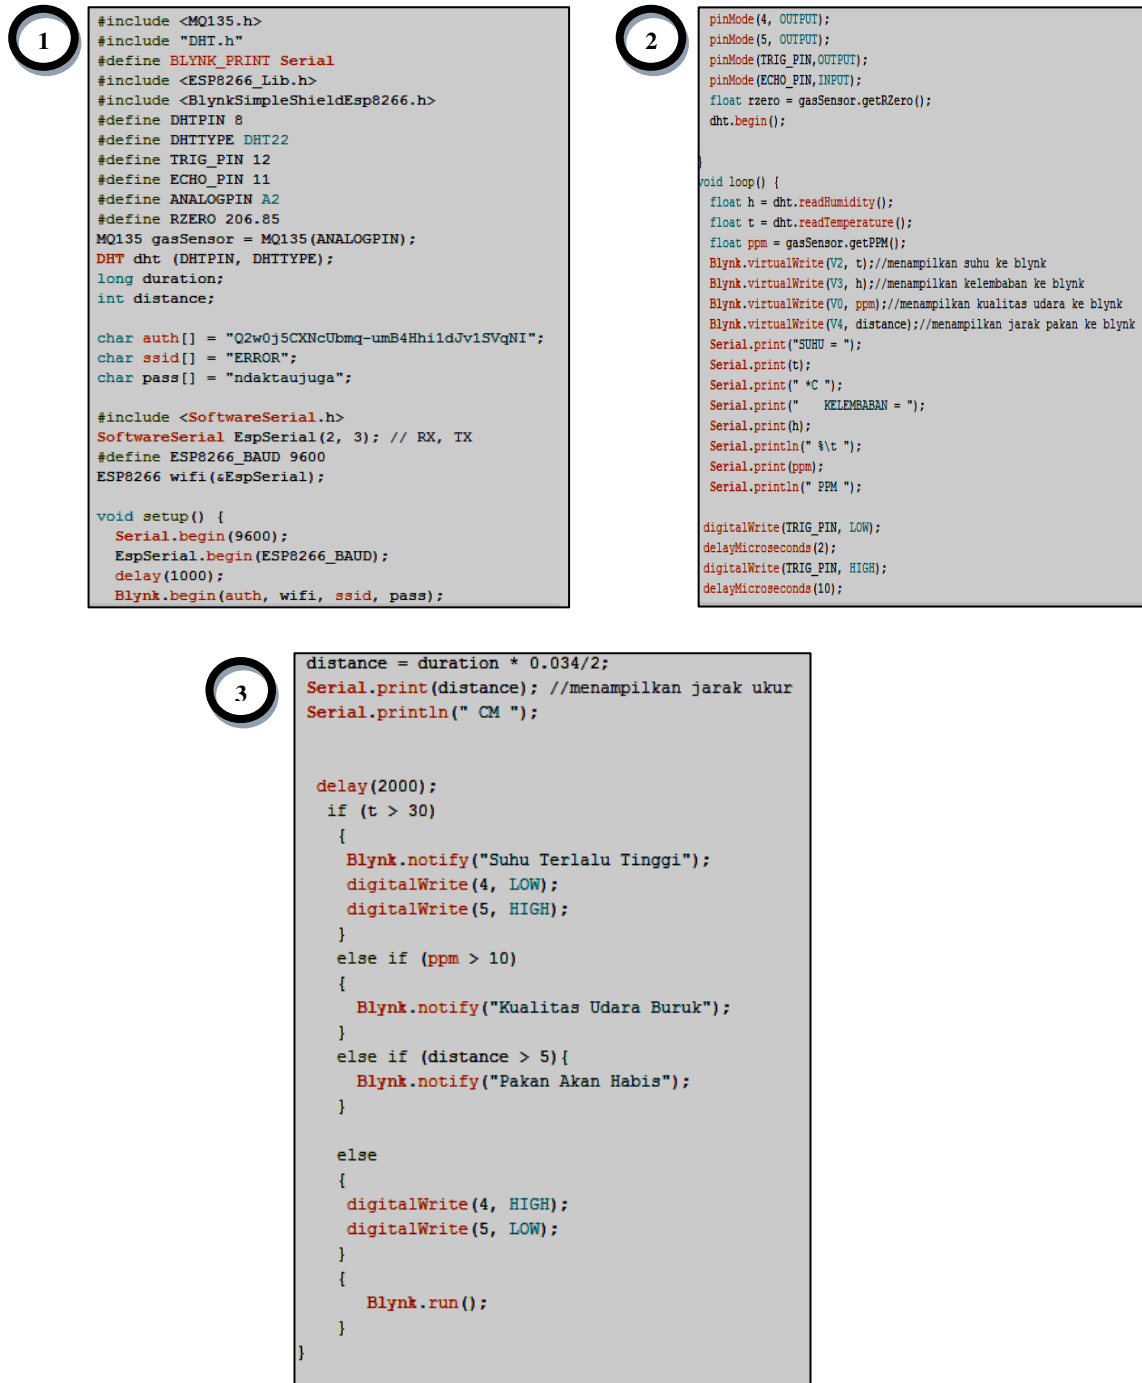 1
#include <MQ135.h>
#include "DHT.h"
#define BLYNK_PRINT Serial
#include <ESP8266_Lib.h>
#include <BlynkSimpleShieldEsp8266.h>
#define DHTPIN 8
#define DHTTYPE DHT22
#define TRIG_PIN 12
#define ECHO_PIN 11
#define ANALOGPIN A2
#define RZERO 206.85
MQ135 gasSensor = MQ135(ANALOGPIN);
DHT dht (DHTPIN, DHTTYPE);
long duration;
int distance;
char auth[] = "Q2w0j5CXNcUbmq-umB4Hhi1dJv1SVqNI";
char ssid[] = "ERROR";
char pass[] = "ndaktaujuga";
#include <SoftwareSerial.h>
SoftwareSerial EspSerial(2, 3); // RX, TX
#define ESP8266_BAUD 9600
ESP8266 wifi(&EspSerial);
void setup() {
Serial.begin(9600);
EspSerial.begin(ESP8266_BAUD);
delay(1000);
Blynk.begin(auth, wifi, ssid, pass);
2
pinMode(4, OUTPUT);
pinMode(5, OUTPUT);
pinMode(TRIG_PIN,OUTPUT);
pinMode(ECHO_PIN,INPUT);
float rzero = gasSensor.getRZero();
dht.begin();
}
void loop() {
float h = dht.readHumidity();
float t = dht.readTemperature();
float ppm = gasSensor.getPPM();
Blynk.virtualWrite(V2, t);//menampilkan suhu ke blynk
Blynk.virtualWrite(V3, h);//menampilkan kelembaban ke blynk
Blynk.virtualWrite(V0, ppm);//menampilkan kualitas udara ke blynk
Blynk.virtualWrite(V4, distance);//menampilkan jarak pakan ke blynk
Serial.print("SUHU = ");
Serial.print(t);
Serial.print(" *C ");
Serial.print("    KELEMBABAN = ");
Serial.print(h);
Serial.println(" %\t ");
Serial.print(ppm);
Serial.println(" PPM ");
digitalWrite(TRIG_PIN, LOW);
delayMicroseconds(2);
digitalWrite(TRIG_PIN, HIGH);
delayMicroseconds(10);
3
distance = duration * 0.034/2;
Serial.print(distance); //menampilkan jarak ukur
Serial.println(" CM ");
delay(2000);
if (t > 30)
{
Blynk.notify("Suhu Terlalu Tinggi");
digitalWrite(4, LOW);
digitalWrite(5, HIGH);
}
else if (ppm > 10)
{
Blynk.notify("Kualitas Udara Buruk");
}
else if (distance > 5){
Blynk.notify("Pakan Akan Habis");
}
else
{
digitalWrite(4, HIGH);
digitalWrite(5, LOW);
}
{
Blynk.run();
}
}